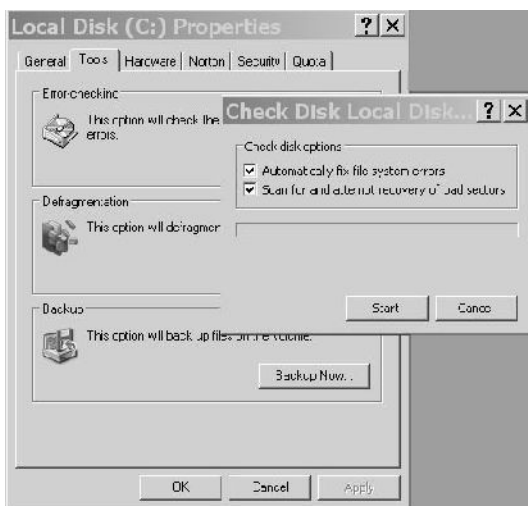 Local Disk (C:) Properties
General Tools Hardware Norton Security Quota
Error-checking
This option will check the
errors.
Check Disk Local Disk...
Check disk options
Automatically fix file system errors
Scan for and attempt recovery of bad sectors
Defragmentation
This option will defragmen
Start Cancel
Backup
This option will back up files on the volume.
Backup Now...
OK Cancel Apply